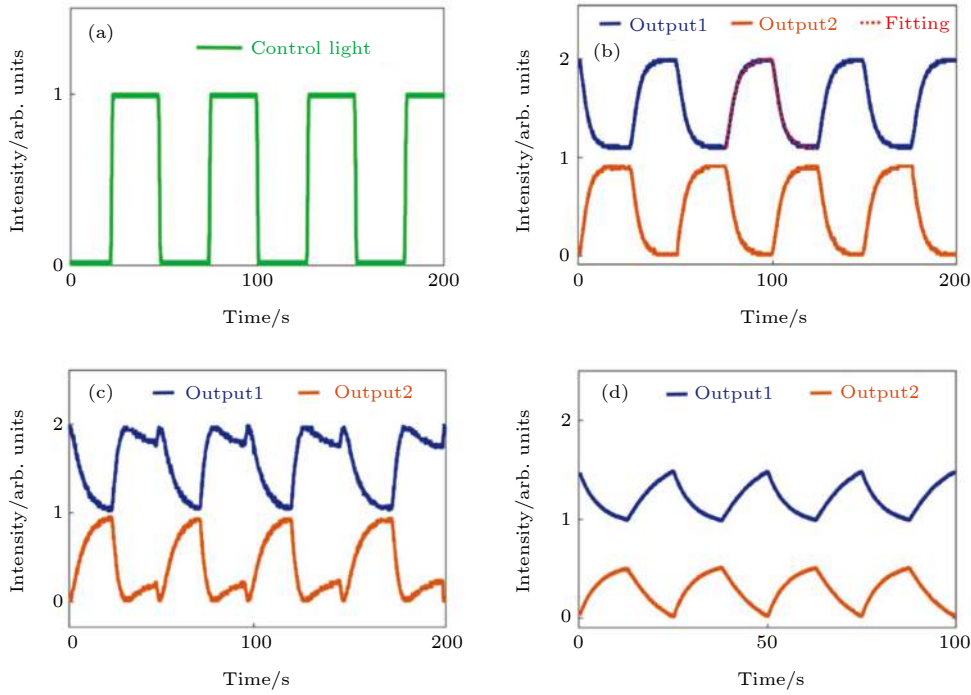 (a)
Control light
Intensity/arb. units
1
0
0
100
200
Time/s
(b)
Output1 Output2 Fitting
Intensity/arb. units
2
1
0
0
100
200
Time/s
(c)
Output1 Output2
Intensity/arb. units
2
1
0
0
100
200
Time/s
(d)
Output1 Output2
Intensity/arb. units
2
1
0
0
50
100
Time/s